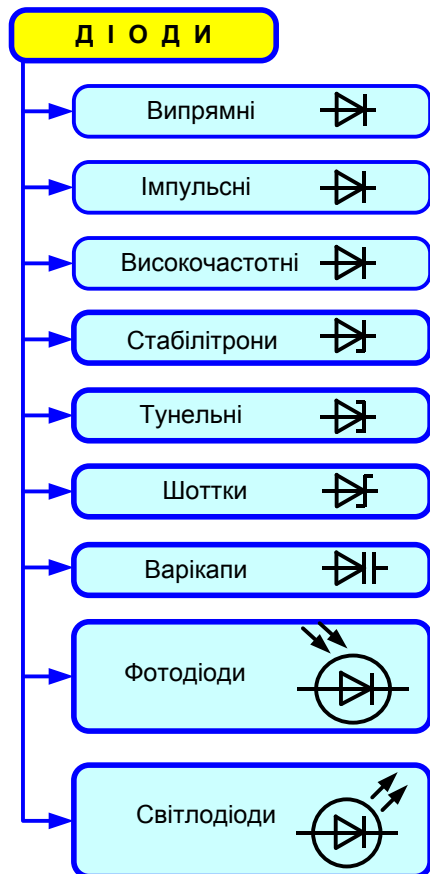 Д І О Д И
Випрямні
Імпульсні
Високочастотні
Стабілітрони
Тунельні
Шоттки
Варікапи
Фотодіоди
Світлодіоди